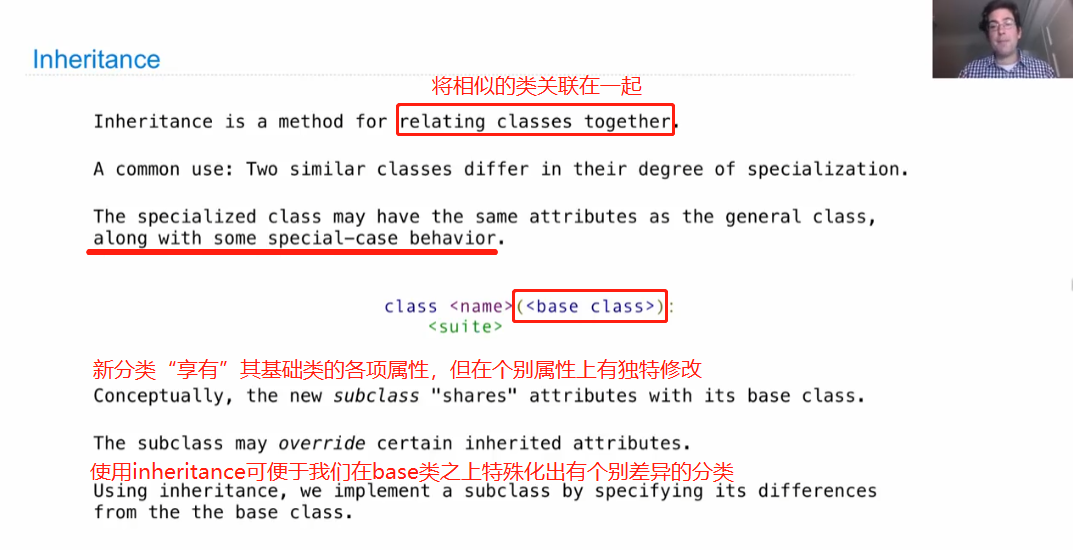 Inheritance
将相似的类关联在一起
Inheritance is a method for relating classes together.
A common use: Two similar classes differ in their degree of specialization.
The specialized class may have the same attributes as the general class,
along with some special-case behavior.
class <name>(<base class>):
<suite>
新分类“享有”其基础类的各项属性，但在个别属性上有独特修改
Conceptually, the new subclass "shares" attributes with its base class.
The subclass may override certain inherited attributes.
使用inheritance可便于我们在base类之上特殊化出有个别差异的分类
Using inheritance, we implement a subclass by specifying its differences
from the the base class.